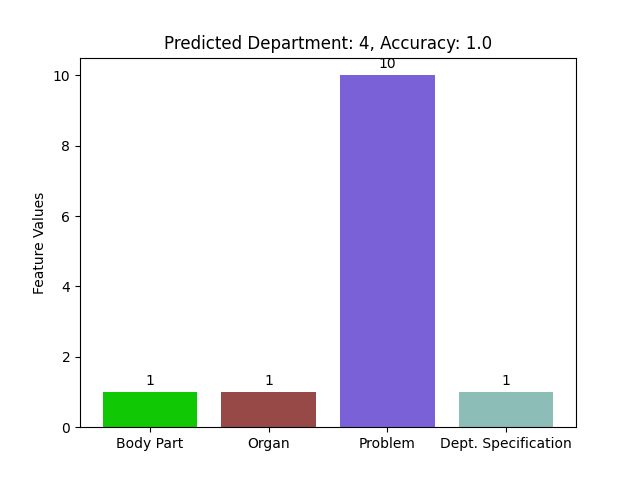 Predicted Department: 4, Accuracy: 1.0
10
10
8
6
4
2
0
Feature Values
1
1
1
Body Part
Organ
Problem
Dept. Specification